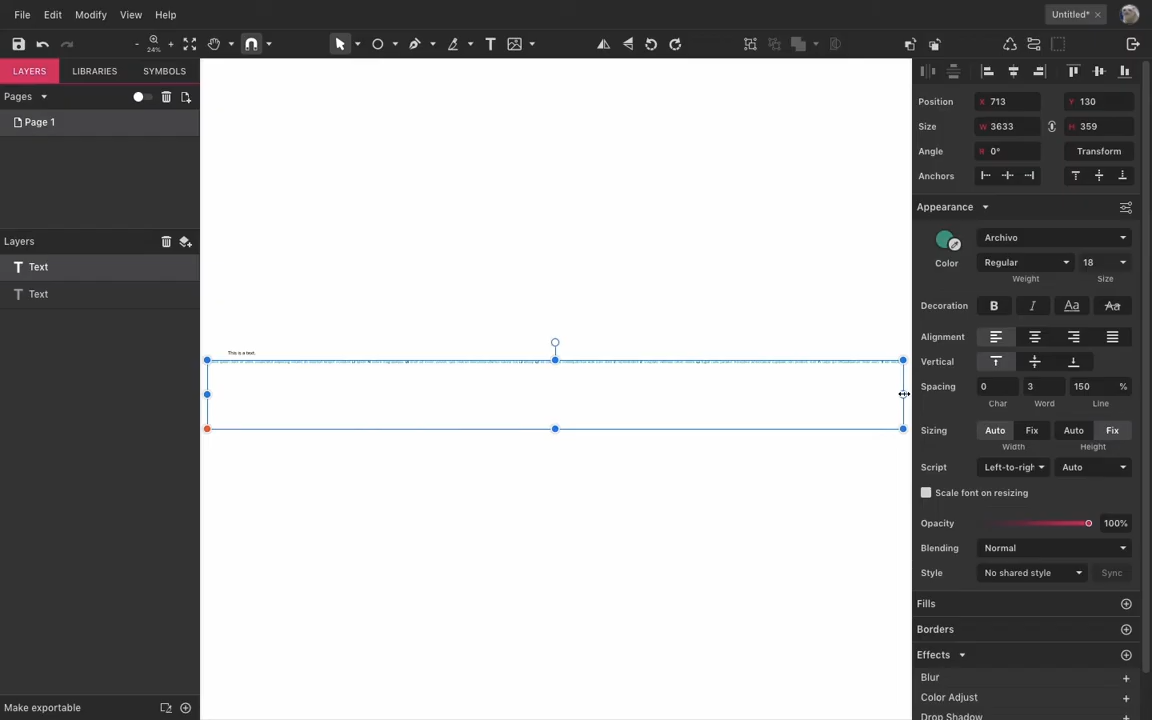 File Edit Modify View Help Untitled* ×
- 24% +
LAYERS LIBRARIES SYMBOLS
Pages
Page 1
Layers
Text
Text
Make exportable
This is a text.
Position X 713 Y 130
Size W 3633 H 359
Angle R 0° Transform
Anchors
Appearance
Archivo
Color Regular 18
Weight Size
Decoration B I Aa Aa
Alignment
Vertical
Spacing 0 3 150 %
Char Word Line
Sizing Auto Fix Auto Fix
Width Height
Script Left-to-righ Auto
Scale font on resizing
Opacity 100%
Blending Normal
Style No shared style Sync
Fills
Borders
Effects
Blur
Color Adjust
Drop Shadow